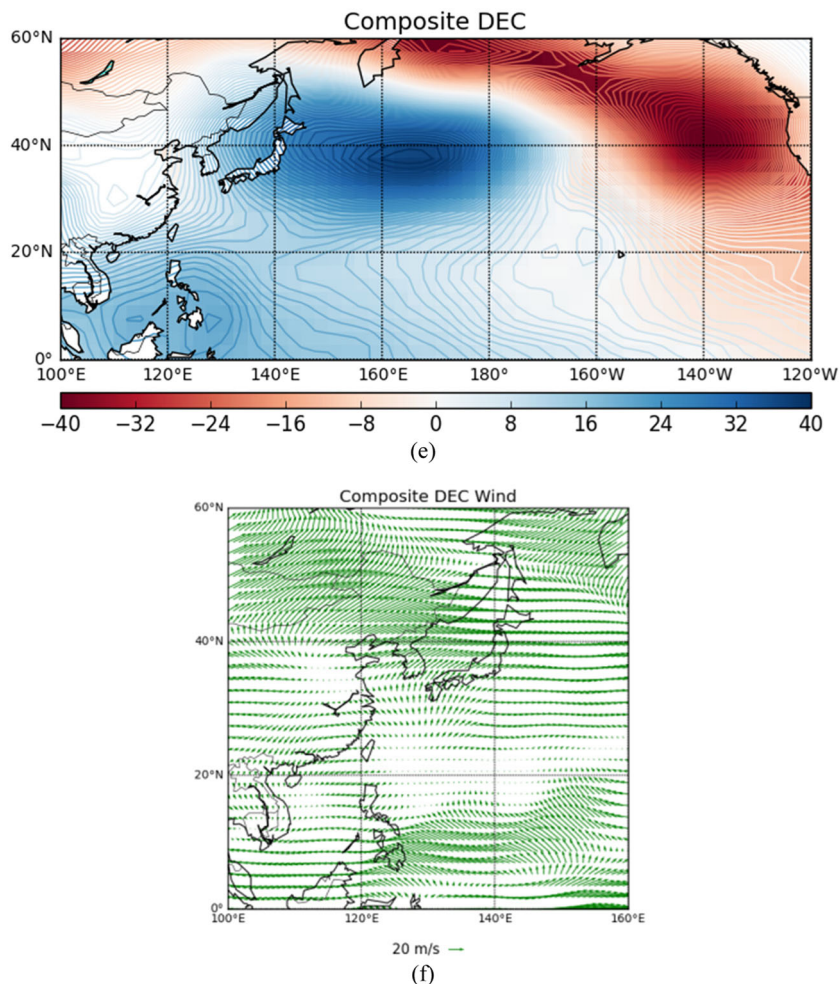 Composite DEC
60°N
40°N
20°N
0°
100°E 120°E 140°E 160°E 180° 160°W 140°W 120°W
−40 −32 −24 −16 −8 0 8 16 24 32 40
(e)
Composite DEC Wind
60°N
40°N
20°N
0°
100°E 120°E 140°E 160°E
20 m/s
(f)